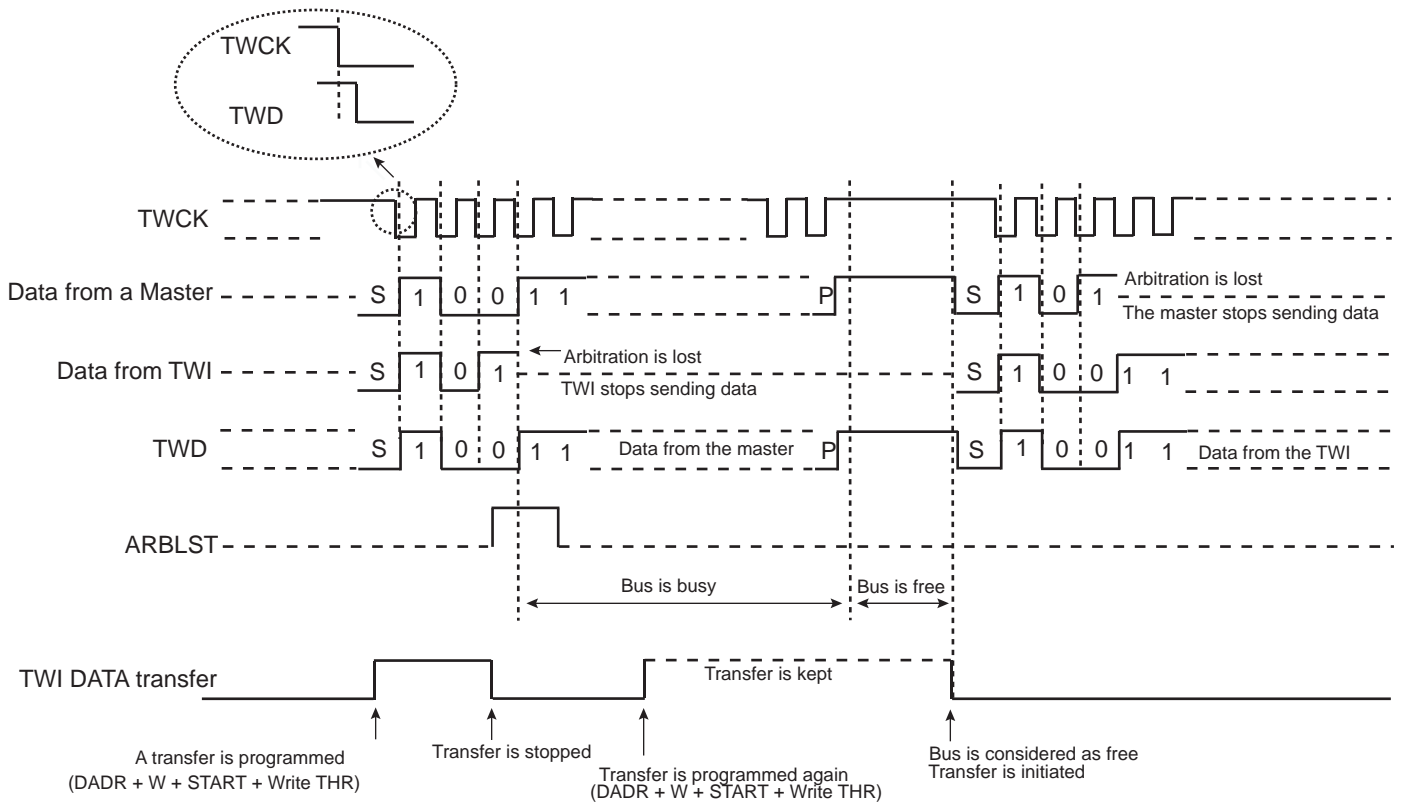 TWCK
TWD
TWCK
Data from a Master
S 1 0 0 1 1
P
S 1 0 1
Arbitration is lost
The master stops sending data
Data from TWI
S 1 0 1
Arbitration is lost
TWI stops sending data
S 1 0 0 1 1
TWD
S 1 0 0 1 1
Data from the master
P
S 1 0 0 1 1
Data from the TWI
ARBLST
Bus is busy
Bus is free
TWI DATA transfer
Transfer is kept
A transfer is programmed
(DADR + W + START + Write THR)
Transfer is stopped
Transfer is programmed again
(DADR + W + START + Write THR)
Bus is considered as free
Transfer is initiated